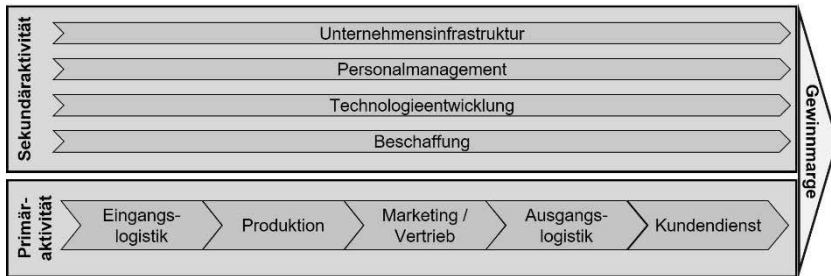 Sekundäraktivität
Unternehmensinfrastruktur
Personalmanagement
Technologieentwicklung
Beschaffung
Gewinnmarge
Primär-
aktivität
Eingangs-
logistik
Produktion
Marketing /
Vertrieb
Ausgangs-
logistik
Kundendienst